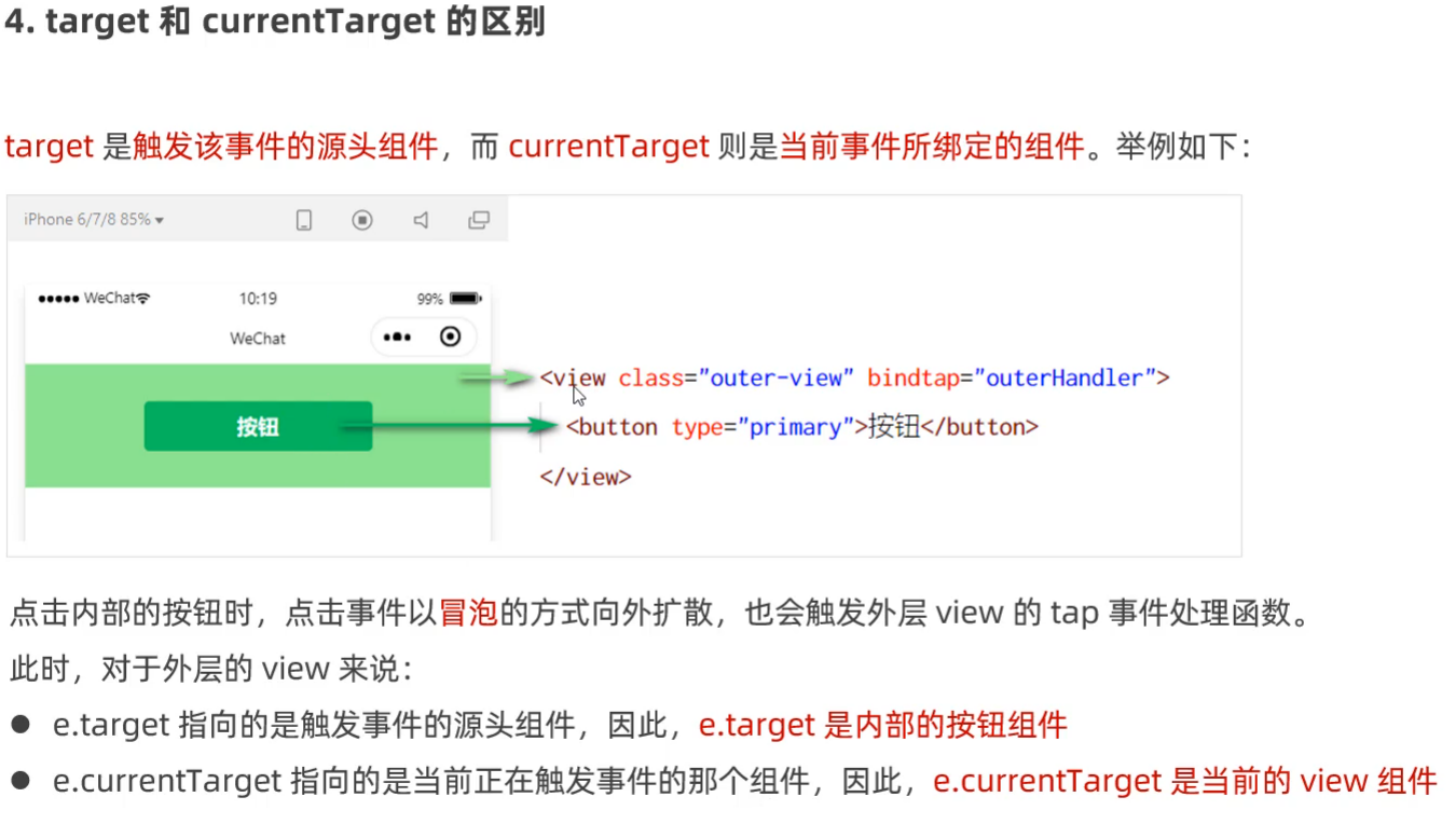 4. target 和 currentTarget 的区别
target 是触发该事件的源头组件，而 currentTarget 则是当前事件所绑定的组件。举例如下：
iPhone 6/7/8 85%
WeChat 10:19 99%
WeChat
按钮
<view class="outer-view" bindtap="outerHandler">
<button type="primary">按钮</button>
</view>
点击内部的按钮时，点击事件以冒泡的方式向外扩散，也会触发外层 view 的 tap 事件处理函数。
此时，对于外层的 view 来说：
● e.target 指向的是触发事件的源头组件，因此，e.target 是内部的按钮组件
● e.currentTarget 指向的是当前正在触发事件的那个组件，因此，e.currentTarget 是当前的 view 组件